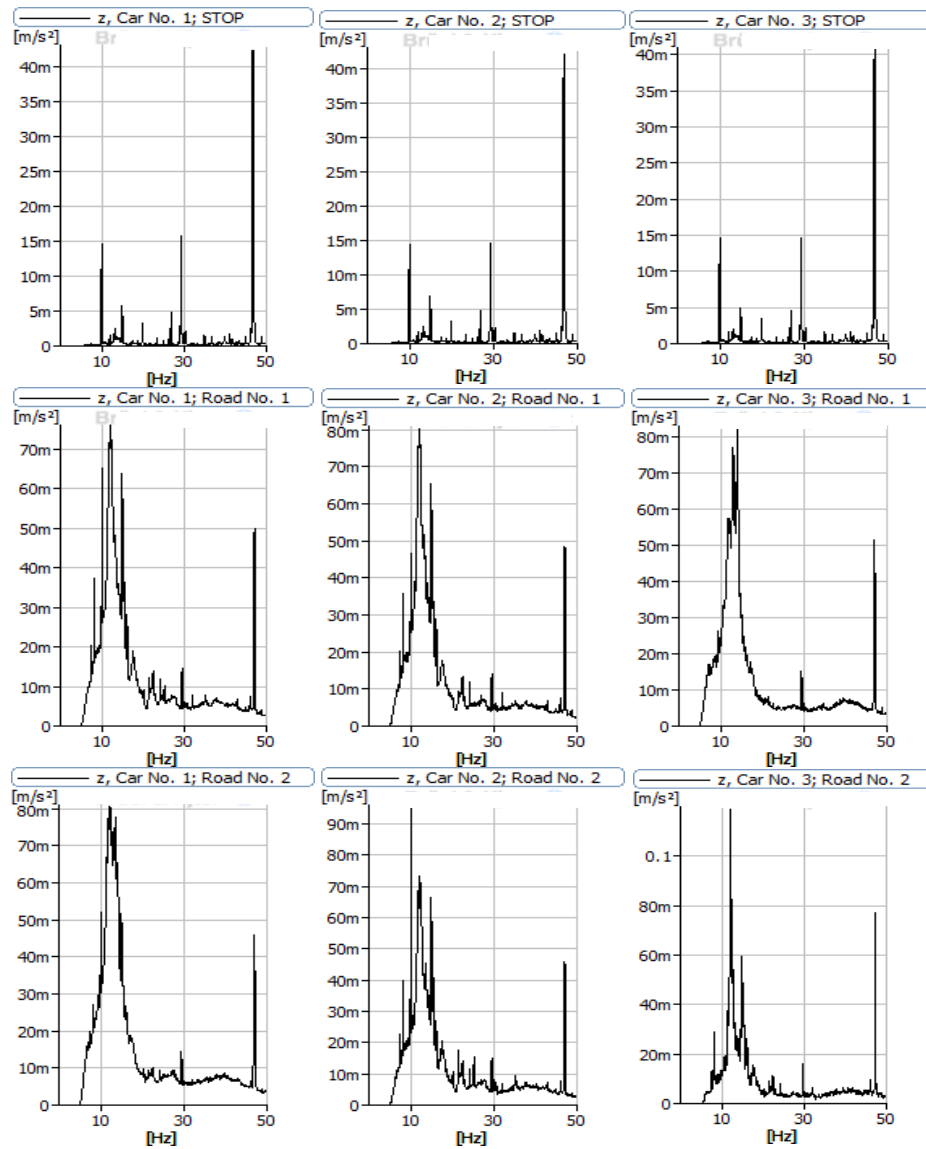 z, Car No. 1; STOP
[m/s²]
Br
40m
35m
30m
25m
20m
15m
10m
5m
0
10
30
50
[Hz]
z, Car No. 2; STOP
[m/s²]
Bri
40m
35m
30m
25m
20m
15m
10m
5m
0
10
30
50
[Hz]
z, Car No. 3; STOP
[m/s²]
Brü
40m
35m
30m
25m
20m
15m
10m
5m
0
10
30
50
[Hz]
z, Car No. 1; Road No. 1
[m/s²]
Br
70m
60m
50m
40m
30m
20m
10m
0
10
30
50
[Hz]
z, Car No. 2; Road No. 1
[m/s²]
80m
70m
60m
50m
40m
30m
20m
10m
0
10
30
50
[Hz]
z, Car No. 3; Road No. 1
[m/s²]
80m
70m
60m
50m
40m
30m
20m
10m
0
10
30
50
[Hz]
z, Car No. 1; Road No. 2
[m/s²]
80m
70m
60m
50m
40m
30m
20m
10m
0
10
30
50
[Hz]
z, Car No. 2; Road No. 2
[m/s²]
90m
80m
70m
60m
50m
40m
30m
20m
10m
0
10
30
50
[Hz]
z, Car No. 3; Road No. 2
[m/s²]
0.1
80m
60m
40m
20m
0
10
30
50
[Hz]